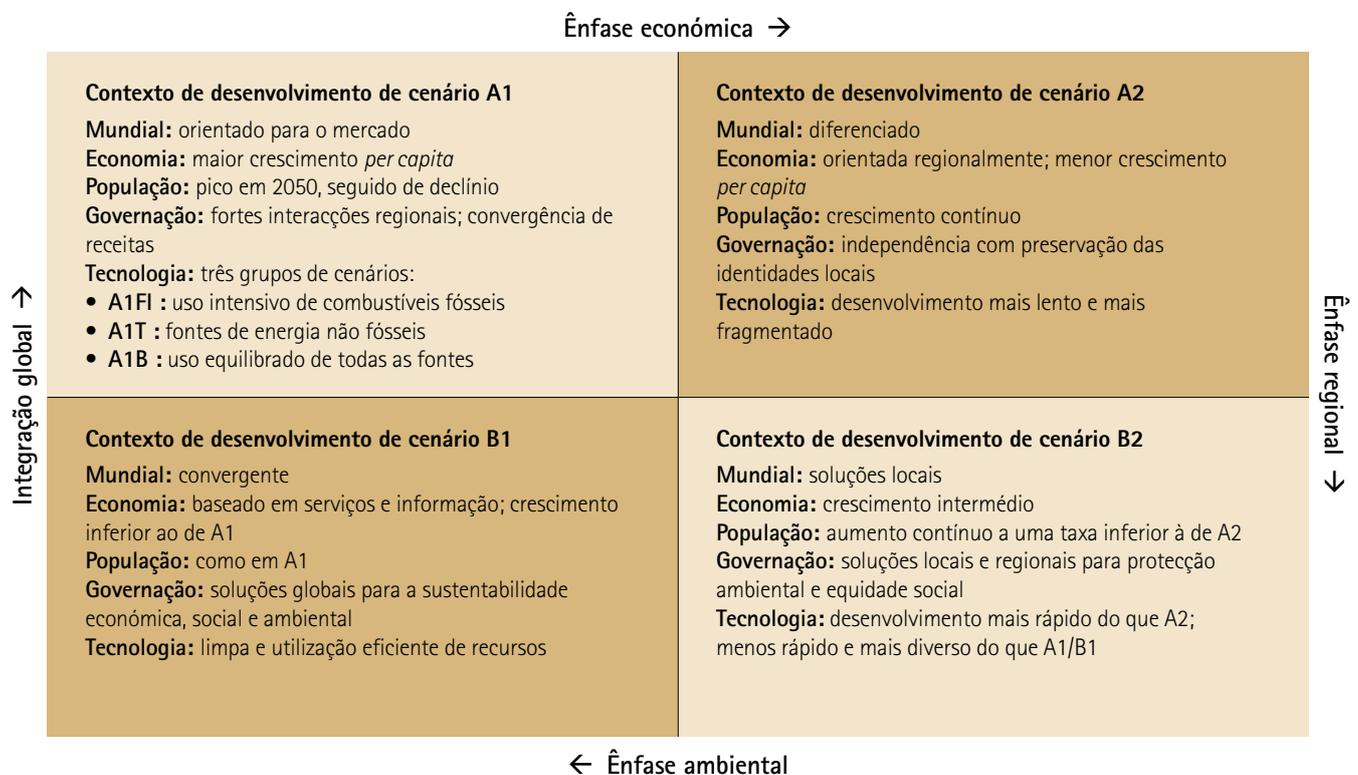 Ênfase económica →
Contexto de desenvolvimento de cenário A1
Mundial: orientado para o mercado
Economia: maior crescimento per capita
População: pico em 2050, seguido de declínio
Governação: fortes interacções regionais; convergência de
receitas
Tecnologia: três grupos de cenários:
• A1FI : uso intensivo de combustíveis fósseis
• A1T : fontes de energia não fósseis
• A1B : uso equilibrado de todas as fontes
Contexto de desenvolvimento de cenário A2
Mundial: diferenciado
Economia: orientada regionalmente; menor crescimento
per capita
População: crescimento contínuo
Governação: independência com preservação das
identidades locais
Tecnologia: desenvolvimento mais lento e mais
fragmentado
Integração global →
Ênfase regional →
Contexto de desenvolvimento de cenário B1
Mundial: convergente
Economia: baseado em serviços e informação; crescimento
inferior ao de A1
População: como em A1
Governação: soluções globais para a sustentabilidade
económica, social e ambiental
Tecnologia: limpa e utilização eficiente de recursos
Contexto de desenvolvimento de cenário B2
Mundial: soluções locais
Economia: crescimento intermédio
População: aumento contínuo a uma taxa inferior à de A2
Governação: soluções locais e regionais para protecção
ambiental e equidade social
Tecnologia: desenvolvimento mais rápido do que A2;
menos rápido e mais diverso do que A1/B1
← Ênfase ambiental